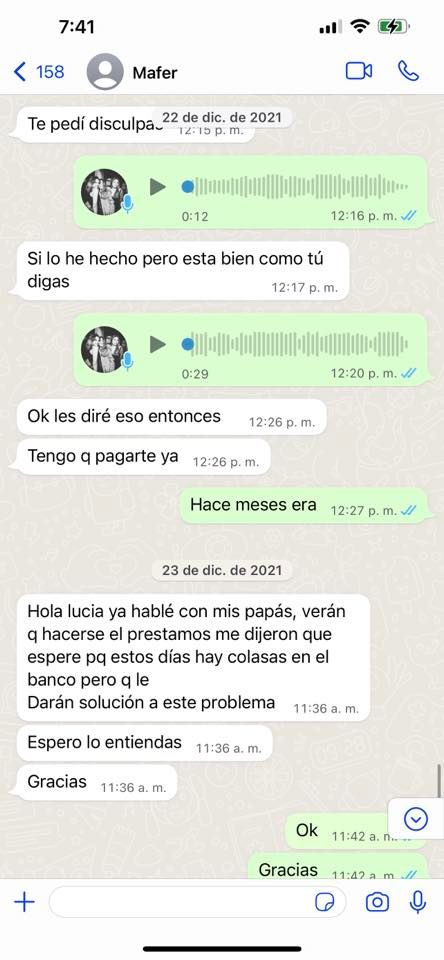 7:41
158
Mafer
22 de dic. de 2021
Te pedí disculpas
12:15 p. m.
0:12
12:16 p. m.
Si lo he hecho pero esta bien como tú
digas
12:17 p. m.
0:29
12:20 p. m.
Ok les diré eso entonces
12:26 p. m.
Tengo q pagarte ya
12:26 p. m.
Hace meses era
12:27 p. m.
23 de dic. de 2021
Hola lucia ya hablé con mis papás, verán
q hacerse el prestamos me dijeron que
espere pq estos días hay colasas en el
banco pero q le
Darán solución a este problema
11:36 a. m.
Espero lo entiendas
11:36 a. m.
Gracias
11:36 a. m.
Ok
11:42 a. m.
Gracias
11:42 a. m.